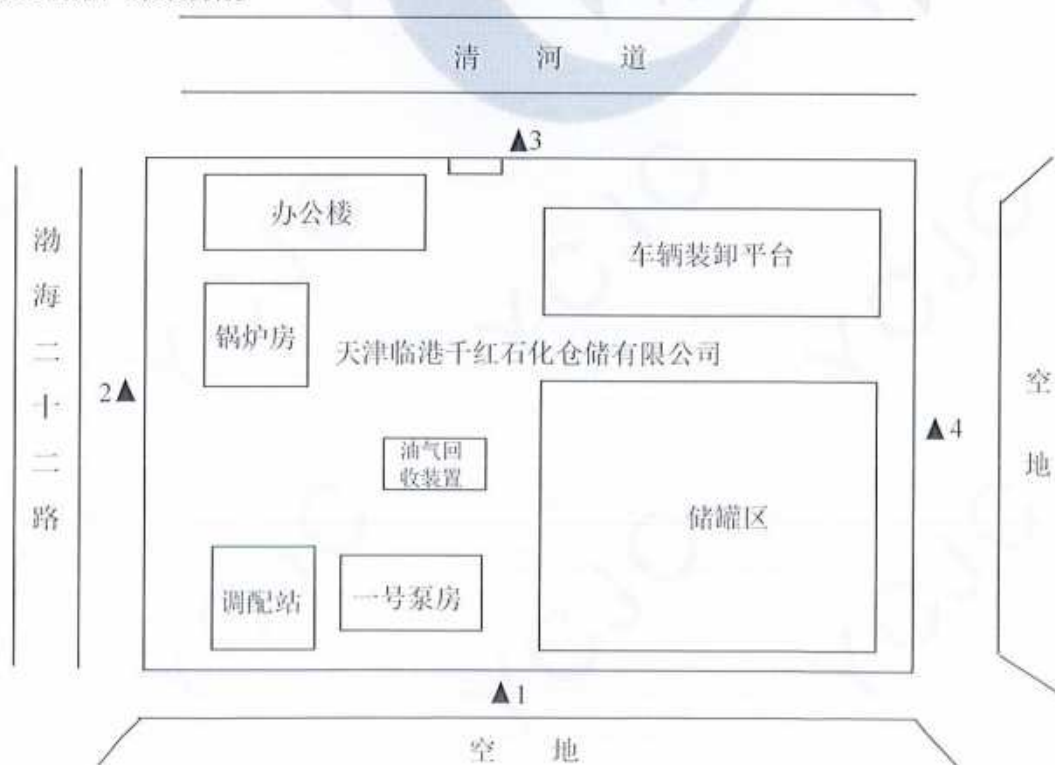 清河道
▲3
办公楼
车辆装卸平台
渤海二十二路
锅炉房
天津临港千红石化仓储有限公司
空地
2▲
▲4
油气回
收装置
储罐区
调配站
一号泵房
▲1
空地